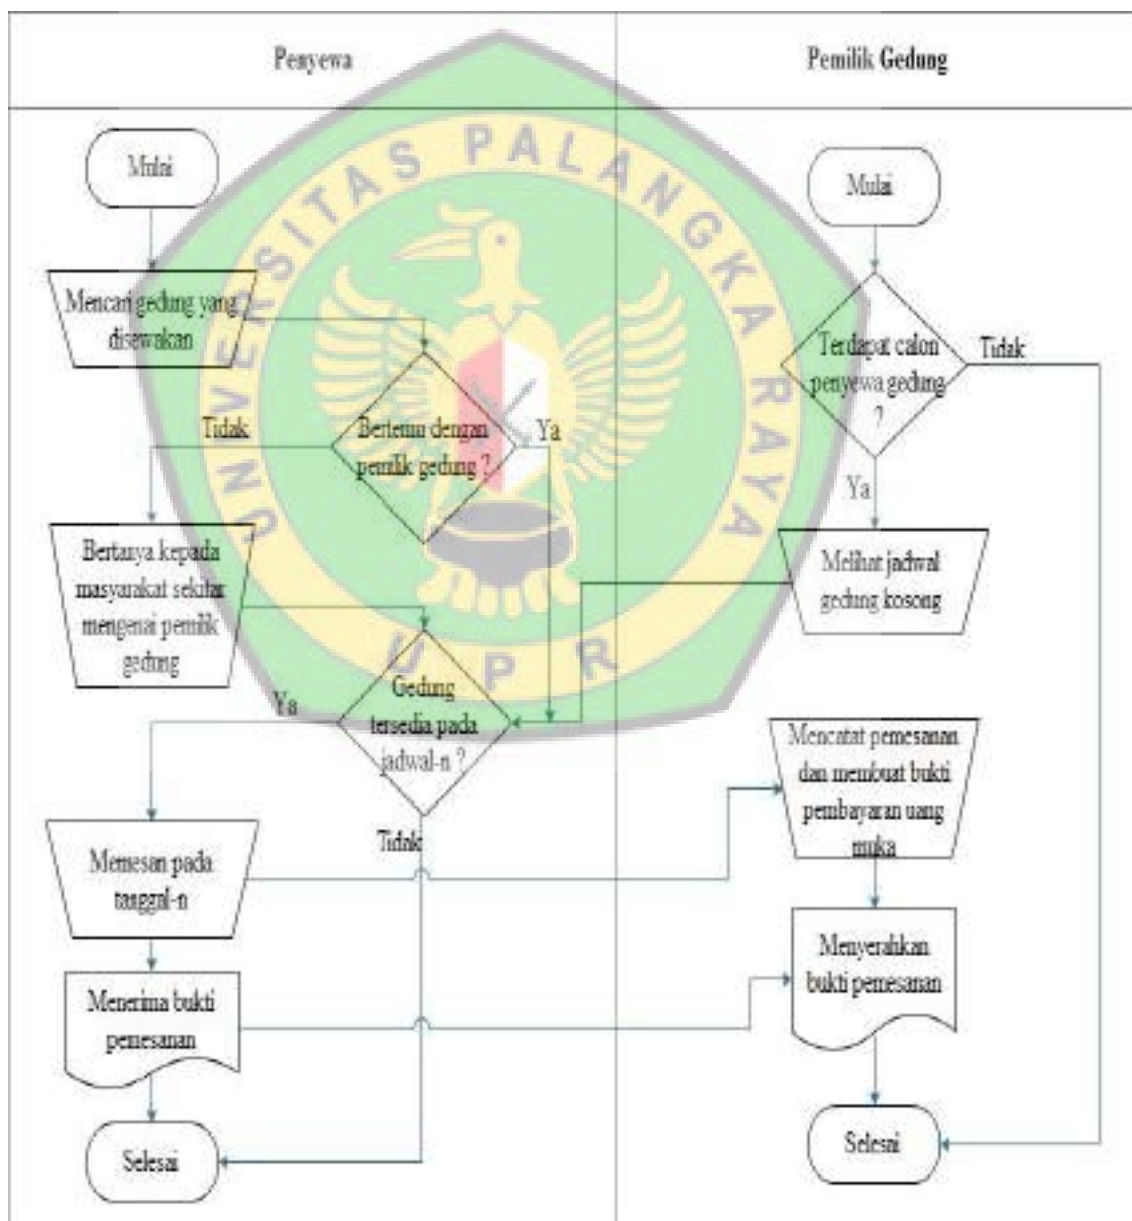 Penyewa
Pemilik Gedung
Mulai
Mencari gedung yang
disewakan
Bertemu dengan
pemilik gedung ?
Tidak
Ya
Bertanya kepada
masyarakat sekitar
mengenai pemilik
gedung
Gedung
tersedia pada
jadwal-n ?
Ya
Tidak
Memesan pada
tanggal-n
Menerima bukti
pemesanan
Selesai
Mulai
Terdapat calon
penyewa gedung
?
Tidak
Ya
Melihat jadwal
gedung kosong
Mencatat pemesanan
dan membuat bukti
pembayaran uang
muka
Menyerahkan
bukti pemesanan
Selesai
UNIVERSITAS PALANGKA RAYA
UPR